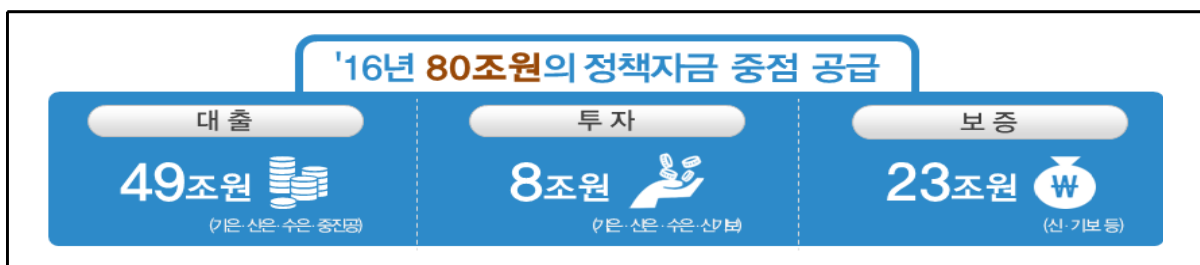 '16년 80조원의 정책자금 중점 공급
대 출
투 자
보 증
49조원
8조원
23조원
(기은·산은·수은·중진공)
(기은·산은·수은·신기보)
(신·기보 등)